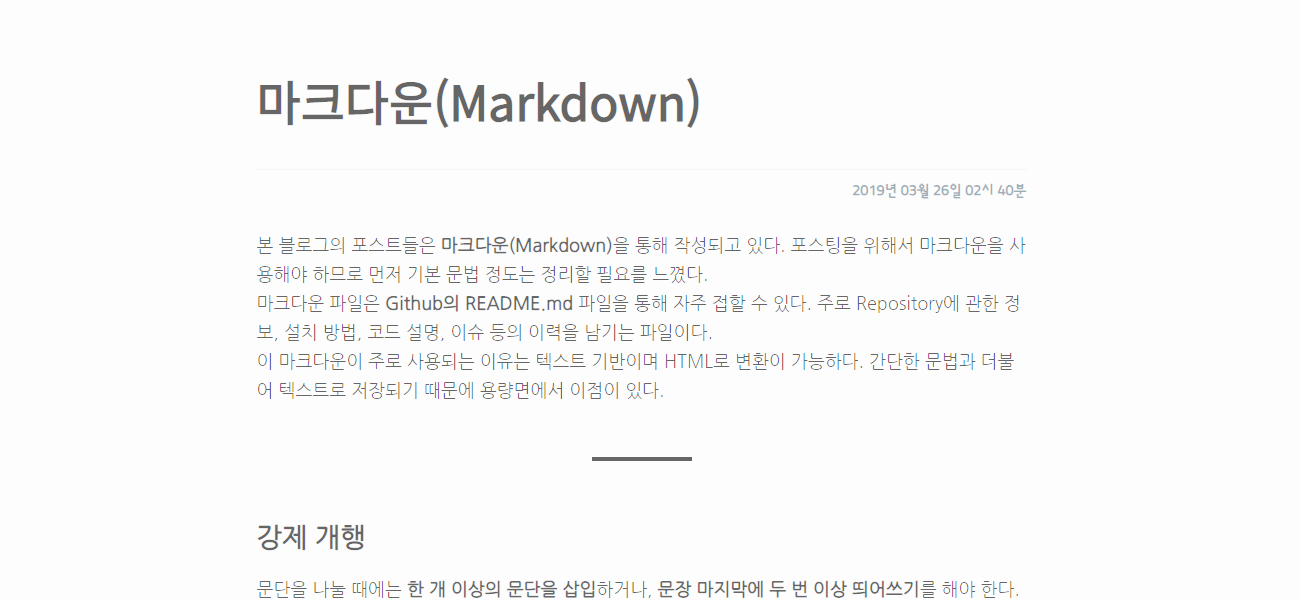 마크다운(Markdown)
2019년 03월 26일 02시 40분
본 블로그의 포스트들은 마크다운(Markdown)을 통해 작성되고 있다. 포스팅을 위해서 마크다운을 사
용해야 하므로 먼저 기본 문법 정도는 정리할 필요를 느꼈다.
마크다운 파일은 Github의 README.md 파일을 통해 자주 접할 수 있다. 주로 Repository에 관한 정
보, 설치 방법, 코드 설명, 이슈 등의 이력을 남기는 파일이다.
이 마크다운이 주로 사용되는 이유는 텍스트 기반이며 HTML로 변환이 가능하다. 간단한 문법과 더불
어 텍스트로 저장되기 때문에 용량면에서 이점이 있다.
강제 개행
문단을 나눌 때에는 한 개 이상의 문단을 삽입하거나, 문장 마지막에 두 번 이상 띄어쓰기를 해야 한다.